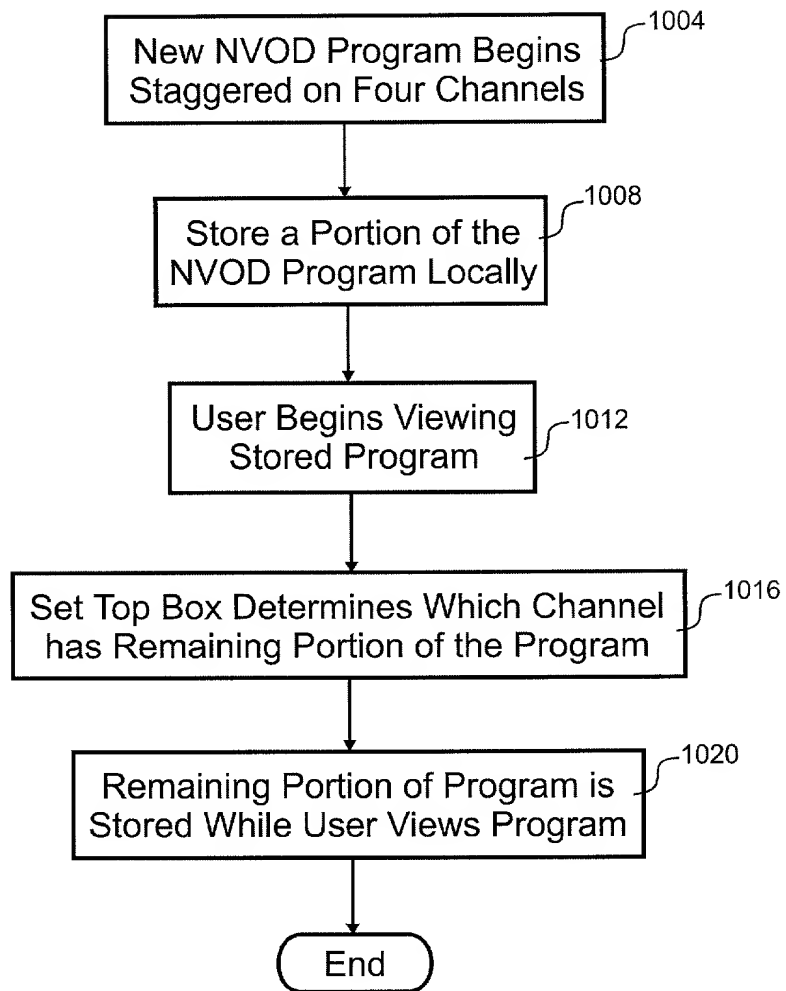 1004
New NVOD Program Begins
Staggered on Four Channels
1008
Store a Portion of the
NVOD Program Locally
User Begins Viewing
Stored Program
1012
Set Top Box Determines Which Channel
has Remaining Portion of the Program
1016
Remaining Portion of Program is
Stored While User Views Program
1020
End